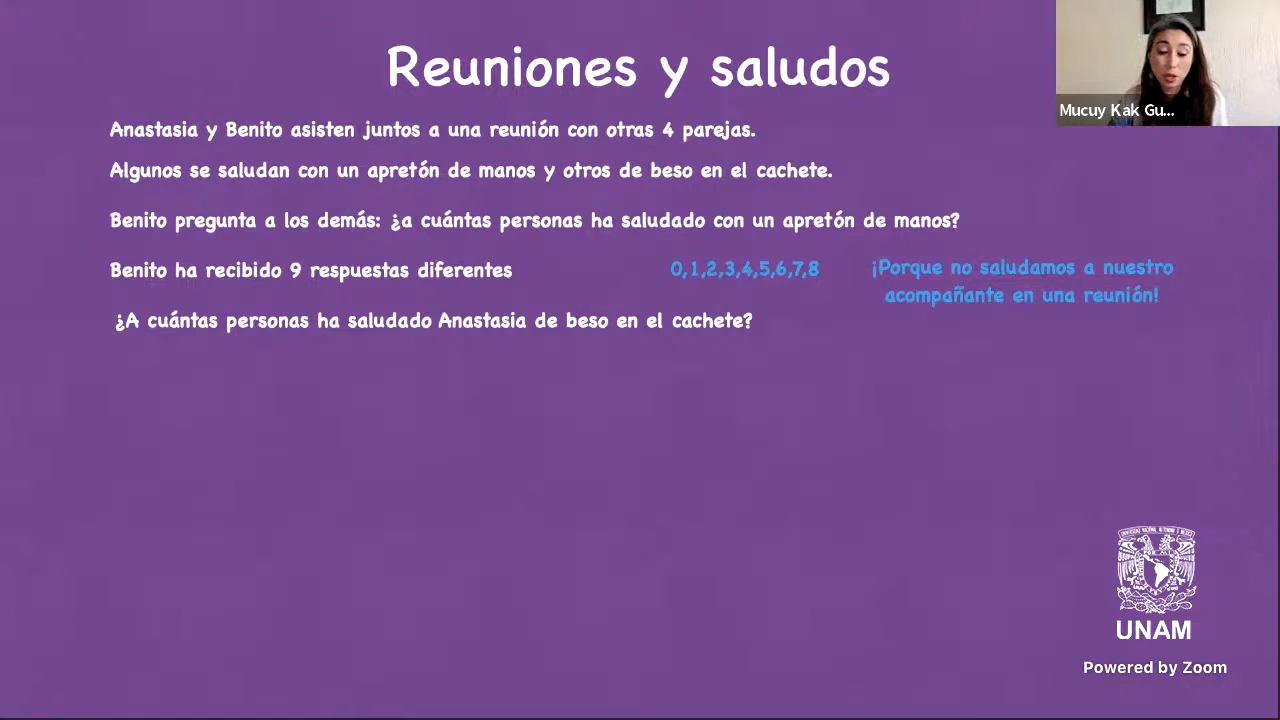 Reuniones y saludos
Mucuy Kak Gu...
Anastasia y Benito asisten juntos a una reunión con otras 4 parejas.
Algunos se saludan con un apretón de manos y otros de beso en el cachete.
Benito pregunta a los demás: ¿a cuántas personas ha saludado con un apretón de manos?
Benito ha recibido 9 respuestas diferentes
0,1,2,3,4,5,6,7,8
¡Porque no saludamos a nuestro
acompañante en una reunión!
¿A cuántas personas ha saludado Anastasia de beso en el cachete?
UNAM
Powered by Zoom